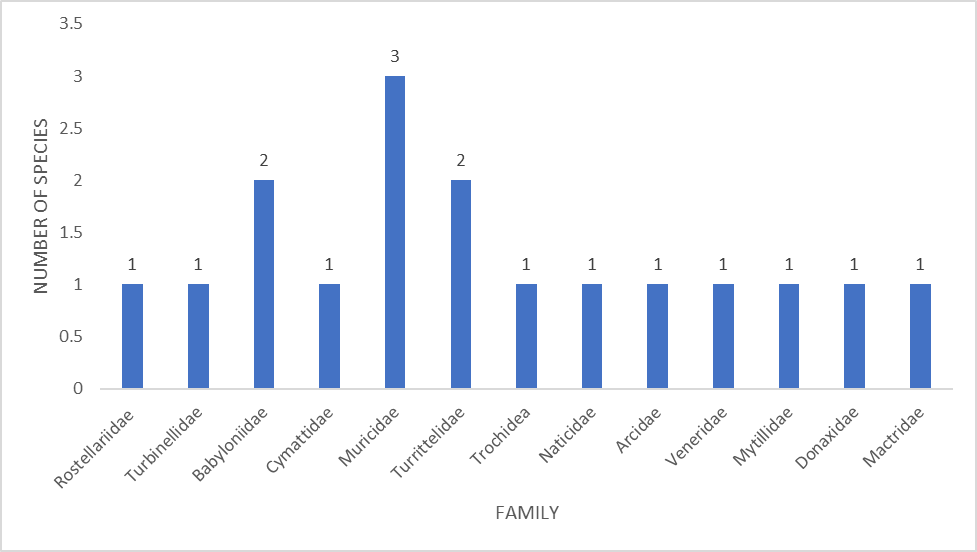 3.5
3
2.5
2
1.5
1
0.5
0
NUMBER OF SPECIES
1
1
2
1
3
2
1
1
1
1
1
1
1
Rostellariidae
Turbinellidae
Babyloniidae
Cymattidae
Muricidae
Turrittelidae
Trochidea
Naticidae
Arcidae
Veneridae
Mytillidae
Donaxidae
Mactridae
FAMILY